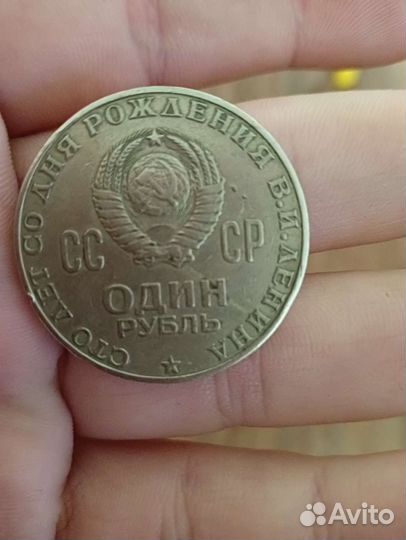 СТО ЛЕТ СО ДНЯ РОЖДЕНИЯ В.И.ЛЕНИНА
СС СР
ОДИН
РУБЛЬ
Avito